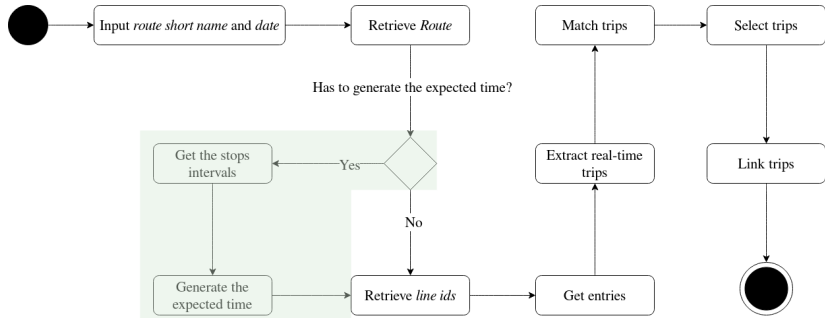 Input route short name and date
Retrieve Route
Has to generate the expected time?
Yes
Get the stops
intervals
Generate the
expected time
No
Retrieve line ids
Get entries
Extract real-time
trips
Match trips
Select trips
Link trips